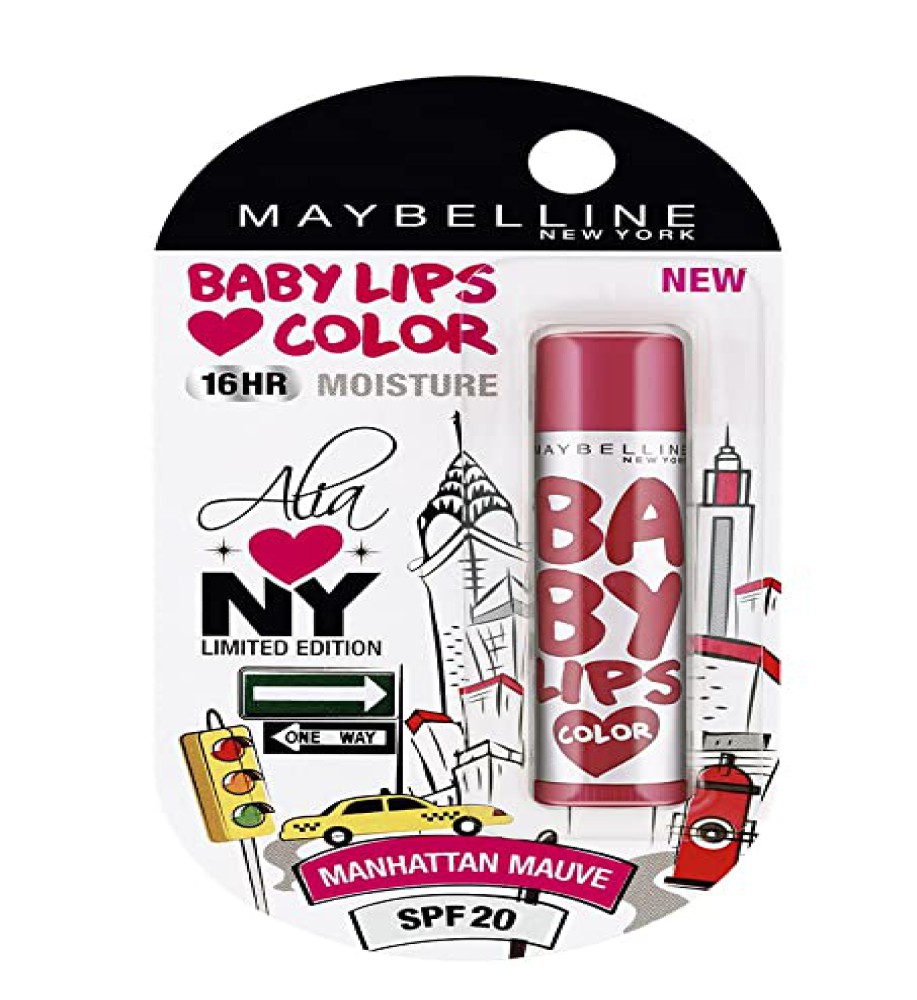 MAYBELLINE
NEW YORK
BABY LIPS
COLOR
NEW
16HR MOISTURE
Alia
NY
LIMITED EDITION
ONE WAY
MAYBELLINE
NEW YORK
BA
BY
LIPS
COLOR
MANHATTAN MAUVE
SPF 20